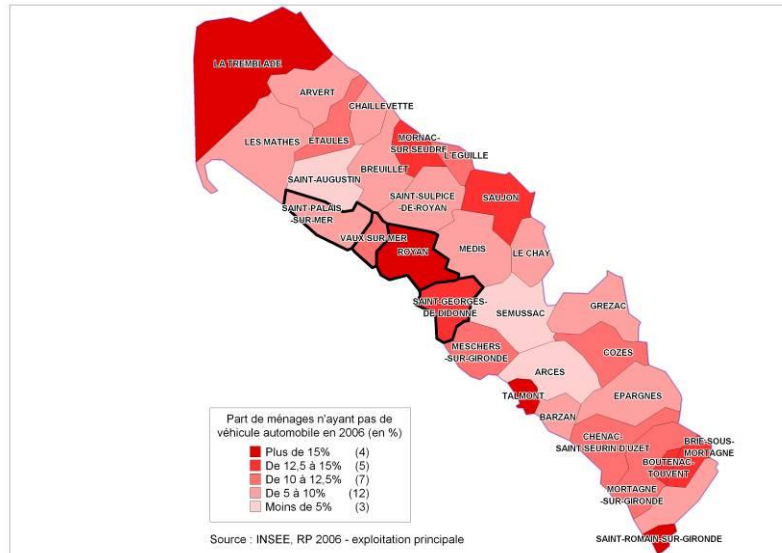 LA TREMBLADE
ARVERT
CHAILLEVETTE
LES MATHES
ETAULES
MORNAC-
SUR-SEUDRE
L'EGUILLE
BREUILLET
SAINT-AUGUSTIN
SAINT-SULPICE
-DE-ROYAN
SAUJON
SAINT-PALAIS
-SUR-MER
VAUX-SUR-MER
ROYAN
MEDIS
LE CHAY
SAINT-GEORGES-
DE-DIDONNE
SEMUSSAC
GREZAC
MESCHERS
-SUR-GIRONDE
COZES
ARCES
TALMONT
EPARGNES
BARZAN
CHENAC-
SAINT-SEURIN-D'UZET
BRIE-SOUS-
MORTAGNE
BOUTENAC-
TOUVENT
MORTAGNE
-SUR-GIRONDE
SAINT-ROMAIN-SUR-GIRONDE
Part de ménages n'ayant pas de
véhicule automobile en 2006 (en %)
Plus de 15% (4)
De 12,5 à 15% (5)
De 10 à 12,5% (7)
De 5 à 10% (12)
Moins de 5% (3)
Source : INSEE, RP 2006 - exploitation principale